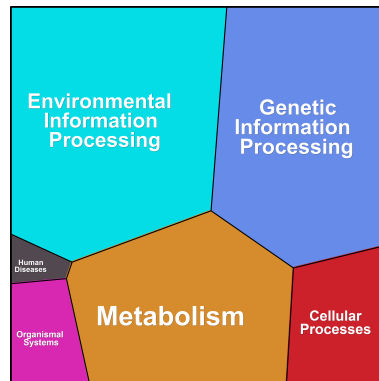 Environmental
Information
Processing
Genetic
Information
Processing
Human
Diseases
Metabolism
Cellular
Processes
Organismal
Systems